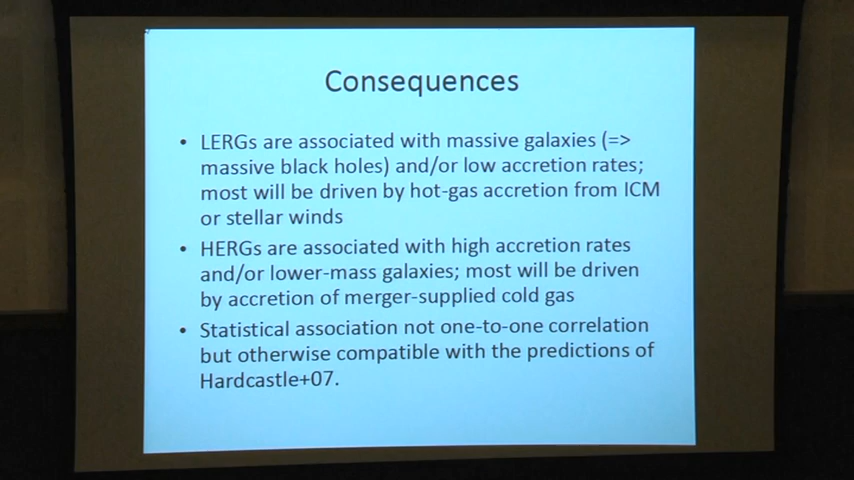 Consequences
• LERGs are associated with massive galaxies (=>
massive black holes) and/or low accretion rates;
most will be driven by hot-gas accretion from ICM
or stellar winds
• HERGs are associated with high accretion rates
and/or lower-mass galaxies; most will be driven
by accretion of merger-supplied cold gas
• Statistical association not one-to-one correlation
but otherwise compatible with the predictions of
Hardcastle+07.